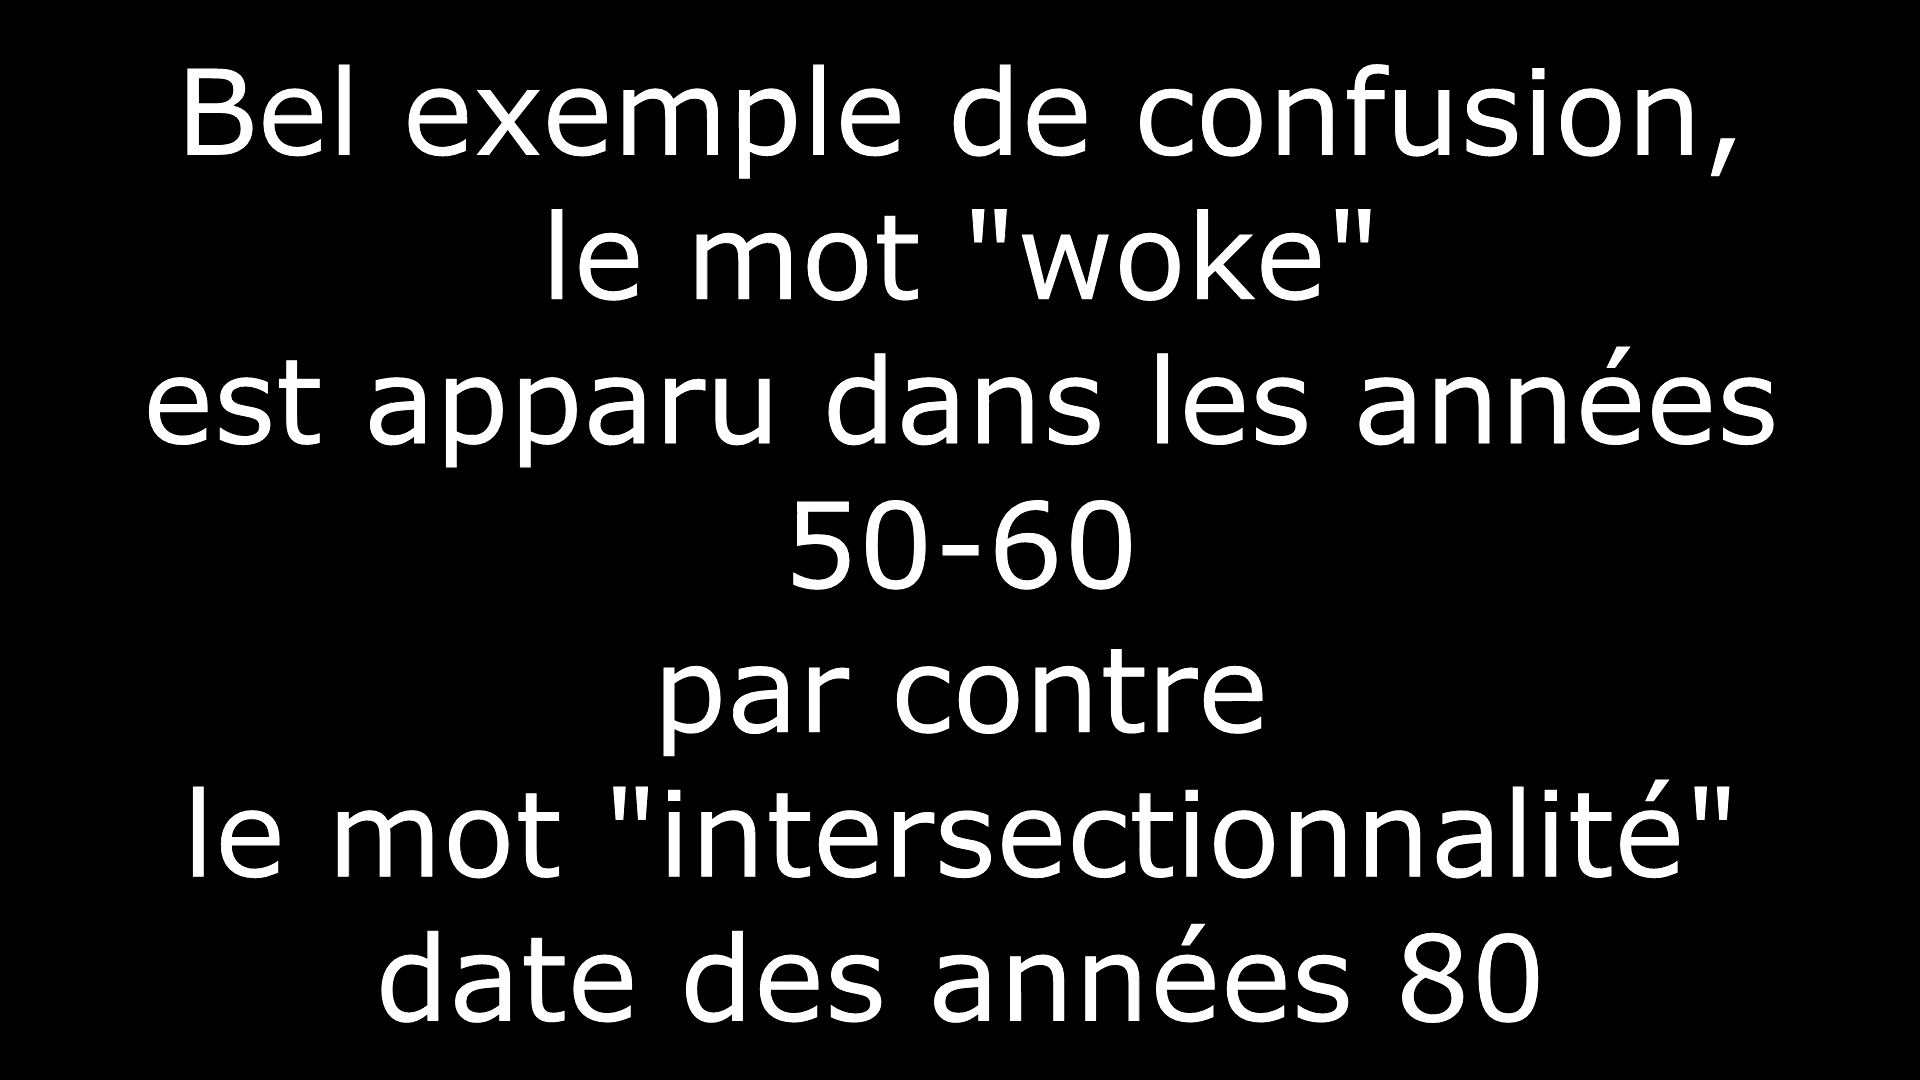 Bel exemple de confusion,
le mot "woke"
est apparu dans les années
50-60
par contre
le mot "intersectionnalité"
date des années 80